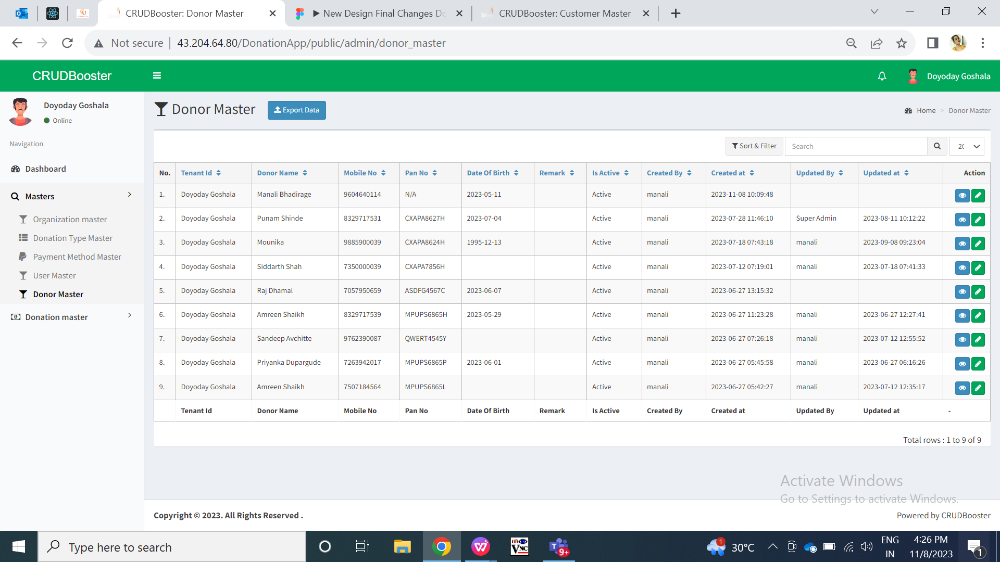 CRUDBooster: Donor Master
New Design Final Changes Do
CRUDBooster: Customer Master
Not secure 43.204.64.80/DonationApp/public/admin/donor_master
CRUDBooster
Doyoday Goshala
Doyoday Goshala
Online
Navigation
Dashboard
Masters
Organization master
Donation Type Master
Payment Method Master
User Master
Donor Master
Donation master
Donor Master Export Data
Home > Donor Master
Sort & Filter Search 20
No. Tenant Id Donor Name Mobile No Pan No Date Of Birth Remark Is Active Created By Created at Updated By Updated at Action
1. Doyoday Goshala Manali Bhadirage 9604640114 N/A 2023-05-11 Active manali 2023-11-08 10:09:48
2. Doyoday Goshala Punam Shinde 8329717531 CXAPA8627H 2023-07-04 Active manali 2023-07-28 11:46:10 Super Admin 2023-08-11 10:12:22
3. Doyoday Goshala Mounika 9885900039 CXAPA8624H 1995-12-13 Active manali 2023-07-18 07:43:18 manali 2023-09-08 09:23:04
4. Doyoday Goshala Siddarth Shah 7350000039 CXAPA7856H Active manali 2023-07-12 07:19:01 manali 2023-07-18 07:41:33
5. Doyoday Goshala Raj Dhamal 7057950659 ASDFG4567C 2023-06-07 Active manali 2023-06-27 13:15:32
6. Doyoday Goshala Amreen Shaikh 8329717539 MPUPS6865H 2023-05-29 Active manali 2023-06-27 11:23:28 manali 2023-06-27 12:27:41
7. Doyoday Goshala Sandeep Avchitte 9762390087 QWERT4545Y Active manali 2023-06-27 07:26:18 manali 2023-07-12 12:55:52
8. Doyoday Goshala Priyanka Dupargude 7263942017 MPUPS6865P 2023-06-01 Active manali 2023-06-27 05:45:58 manali 2023-06-27 06:16:26
9. Doyoday Goshala Amreen Shaikh 7507184564 MPUPS6865L Active manali 2023-06-27 05:42:27 manali 2023-07-12 12:35:17
Tenant Id Donor Name Mobile No Pan No Date Of Birth Remark Is Active Created By Created at Updated By Updated at -
Total rows : 1 to 9 of 9
Activate Windows
Go to Settings to activate Windows.
Copyright © 2023. All Rights Reserved .
Powered by CRUDBooster
Type here to search
VNC
T 9+
1
30°C
ENG
IN
4:26 PM
11/8/2023
1